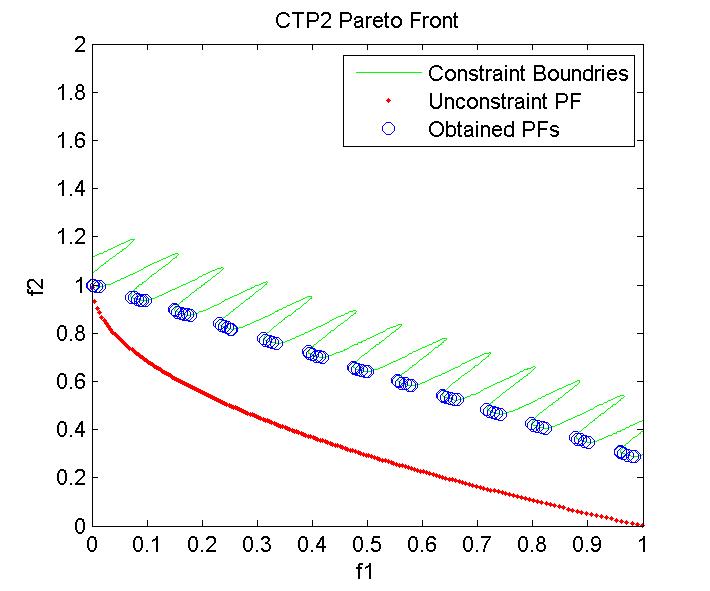 CTP2 Pareto Front
Constraint Boundries
Unconstraint PF
Obtained PFs
2
1.8
1.6
1.4
1.2
1
0.8
0.6
0.4
0.2
0
f2
0 0.1 0.2 0.3 0.4 0.5 0.6 0.7 0.8 0.9 1
f1